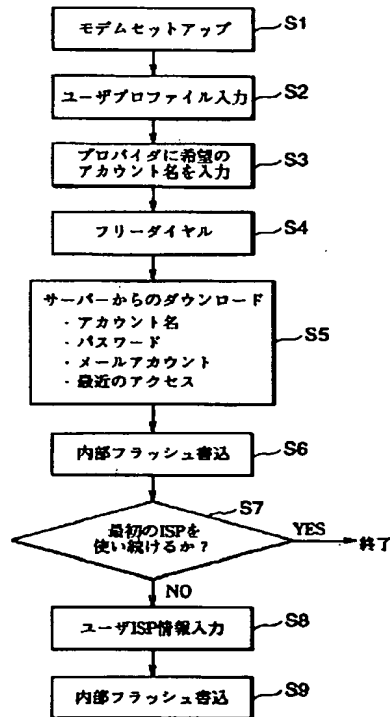 モデムセットアップ
S1
ユーザプロファイル入力
S2
プロバイダに希望の
アカウント名を入力
S3
フリーダイヤル
S4
サーバーからのダウンロード
・アカウント名
・パスワード
・メールアカウント
・最近のアクセス
S5
内部フラッシュ書込
S6
最初のISPを
使い続けるか？
S7
YES
終了
NO
ユーザISP情報入力
S8
内部フラッシュ書込
S9